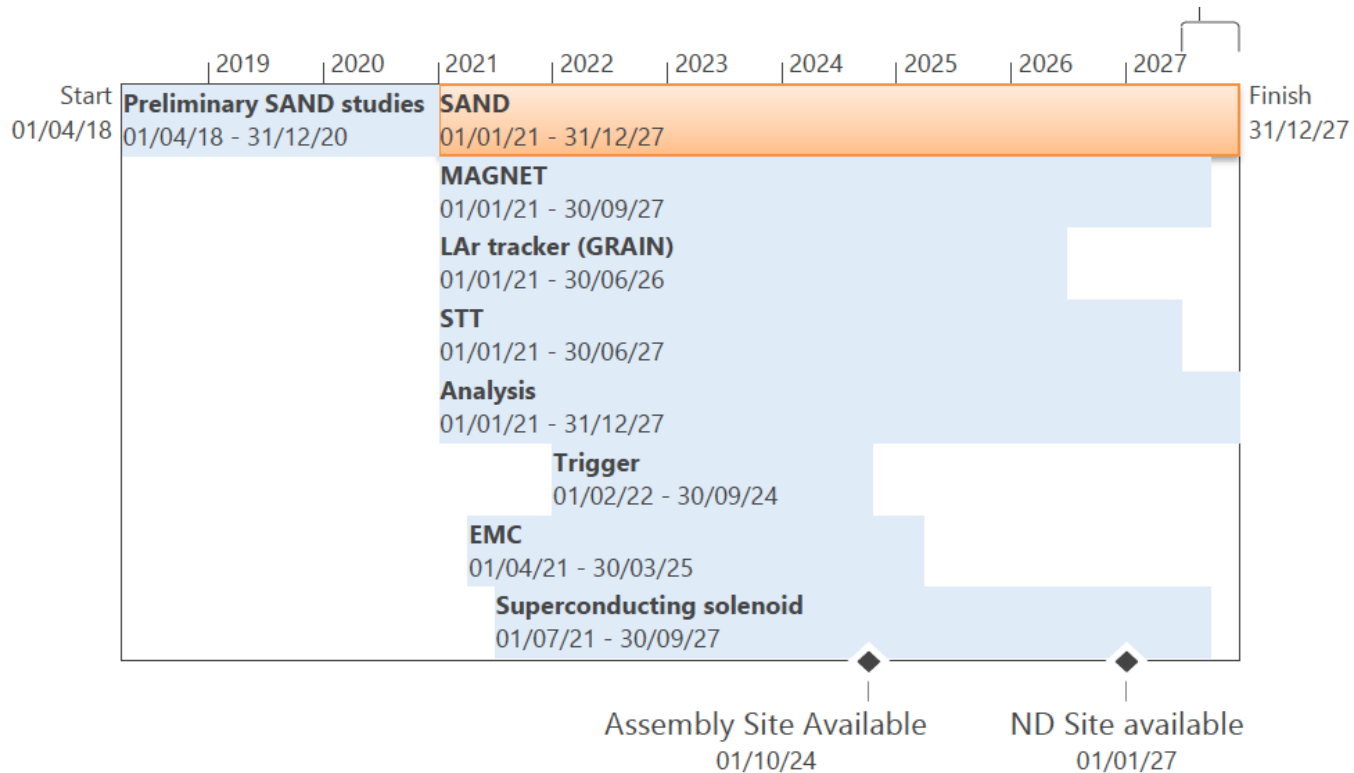 2019 2020 2021 2022 2023 2024 2025 2026 2027
Start
01/04/18
Preliminary SAND studies
01/04/18 - 31/12/20
SAND
01/01/21 - 31/12/27
Finish
31/12/27
MAGNET
01/01/21 - 30/09/27
LAr tracker (GRAIN)
01/01/21 - 30/06/26
STT
01/01/21 - 30/06/27
Analysis
01/01/21 - 31/12/27
Trigger
01/02/22 - 30/09/24
EMC
01/04/21 - 30/03/25
Superconducting solenoid
01/07/21 - 30/09/27
Assembly Site Available
01/10/24
ND Site available
01/01/27